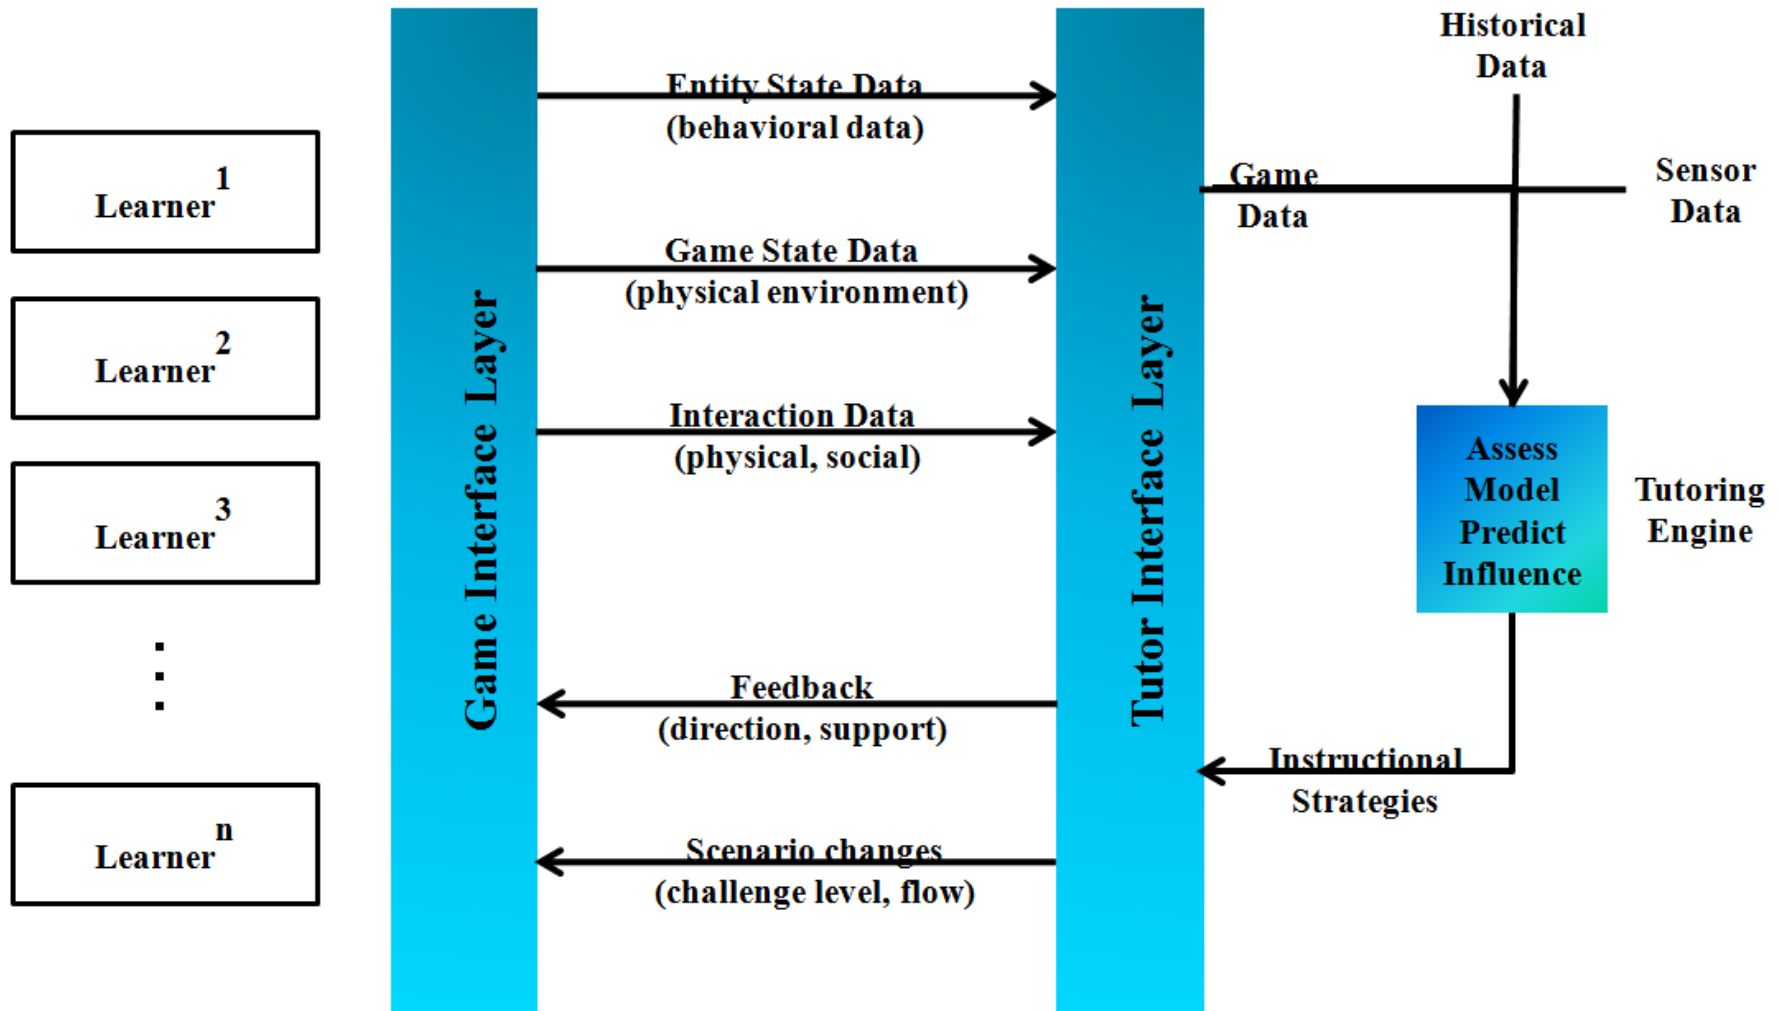 Learner 1
Learner 2
Learner 3
Learner n
Game Interface Layer
Entity State Data
(behavioral data)
Game State Data
(physical environment)
Interaction Data
(physical, social)
Feedback
(direction, support)
Scenario changes
(challenge level, flow)
Tutor Interface Layer
Historical
Data
Game
Data
Sensor
Data
Assess
Model
Predict
Influence
Tutoring
Engine
Instructional
Strategies